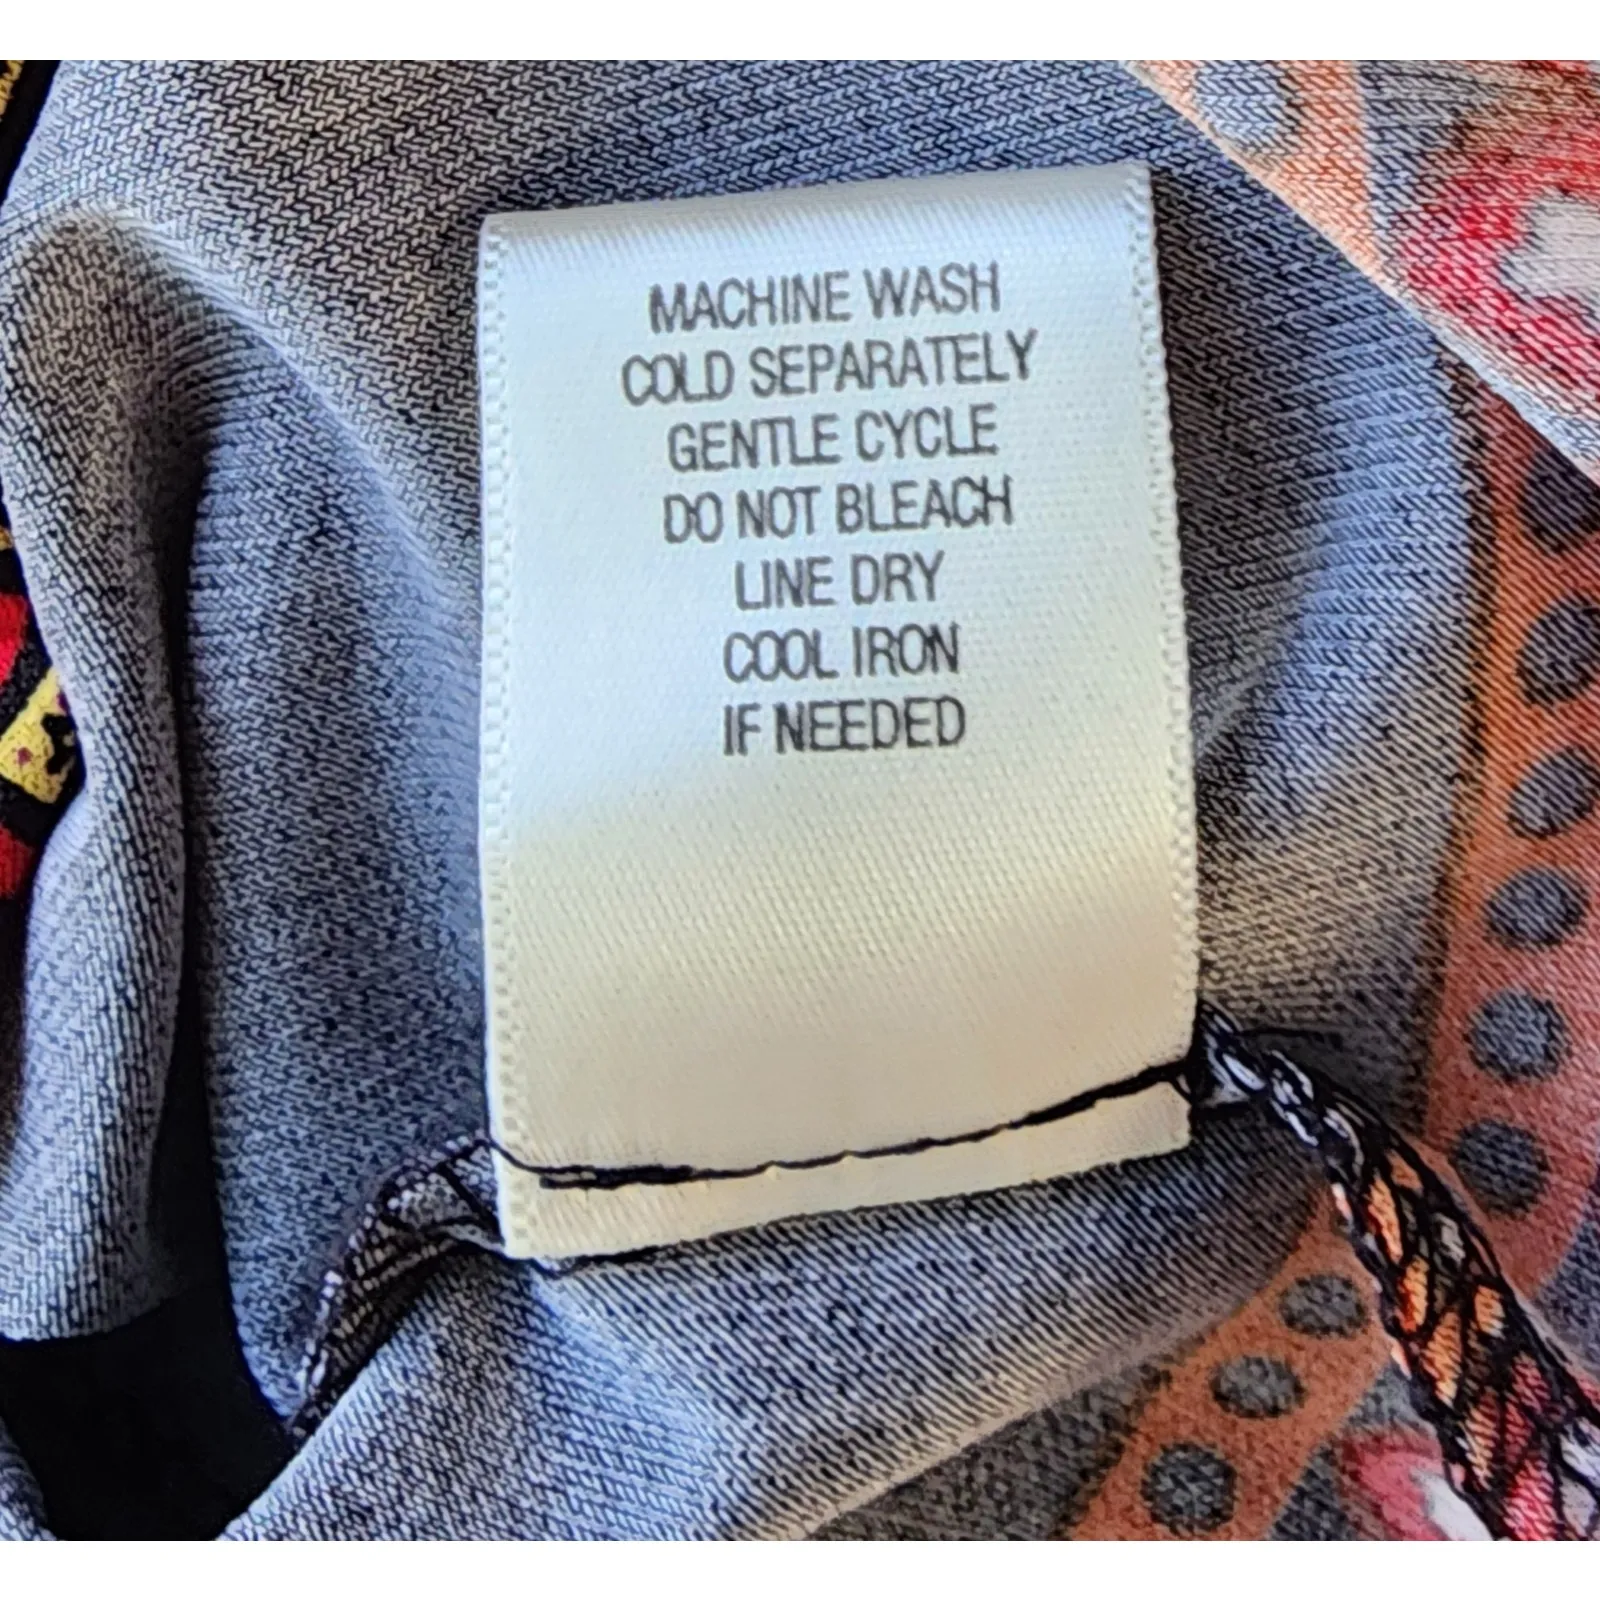 MACHINE WASH
COLD SEPARATELY
GENTLE CYCLE
DO NOT BLEACH
LINE DRY
COOL IRON
IF NEEDED